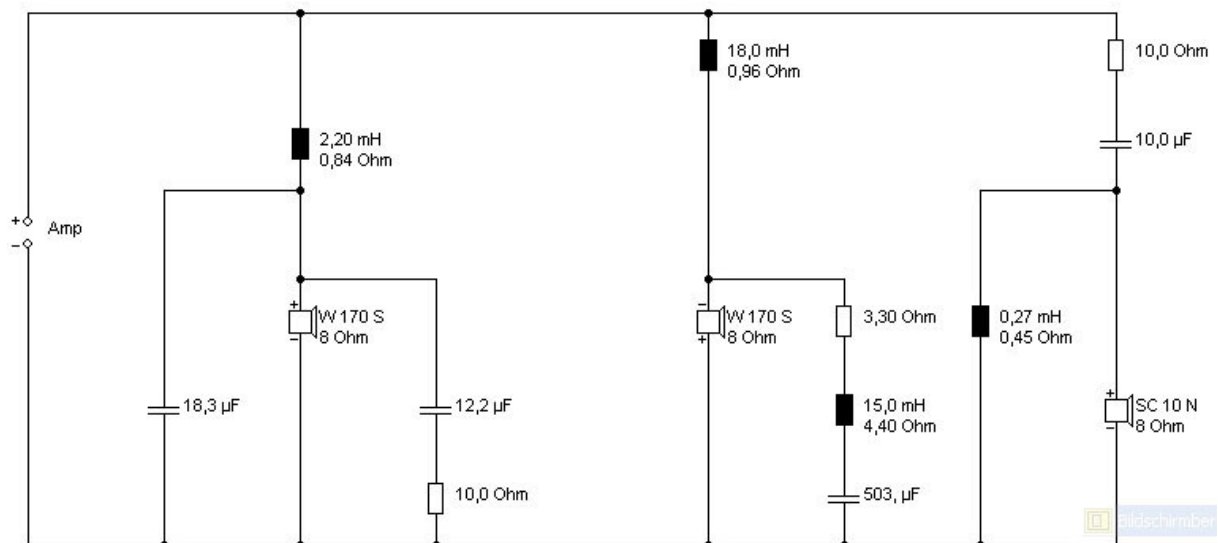 18,0 mH
0,96 Ohm
10,0 Ohm
2,20 mH
0,84 Ohm
10,0 µF
+
−
Amp
+
W 170 S
−
8 Ohm
−
W 170 S
+
8 Ohm
3,30 Ohm
0,27 mH
0,45 Ohm
18,3 µF
12,2 µF
15,0 mH
4,40 Ohm
+
SC 10 N
−
8 Ohm
10,0 Ohm
503, µF
Bildschirmber